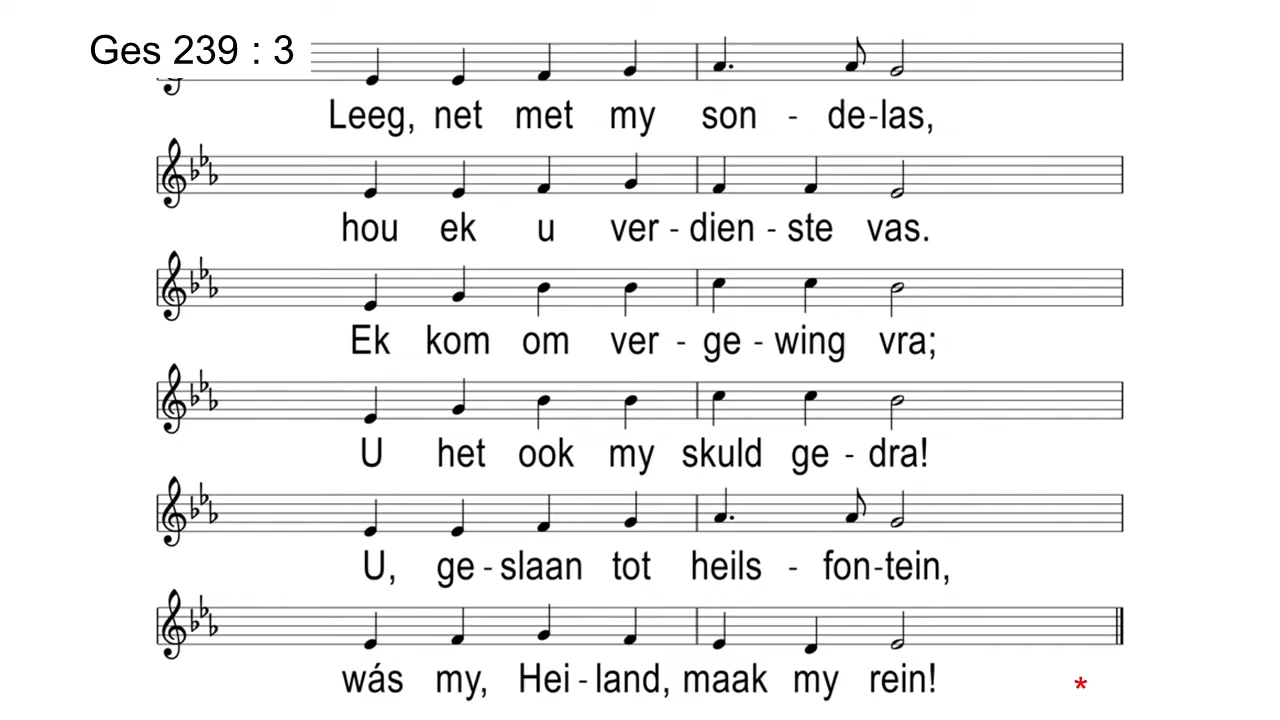 Ges 239 : 3
Leeg, net met my son - de-las,
hou ek u ver - dien - ste vas.
Ek kom om ver - ge - wing vra;
U het ook my skuld ge - dra!
U, ge - slaan tot heils - fon-tein,
wás my, Hei - land, maak my rein!
*